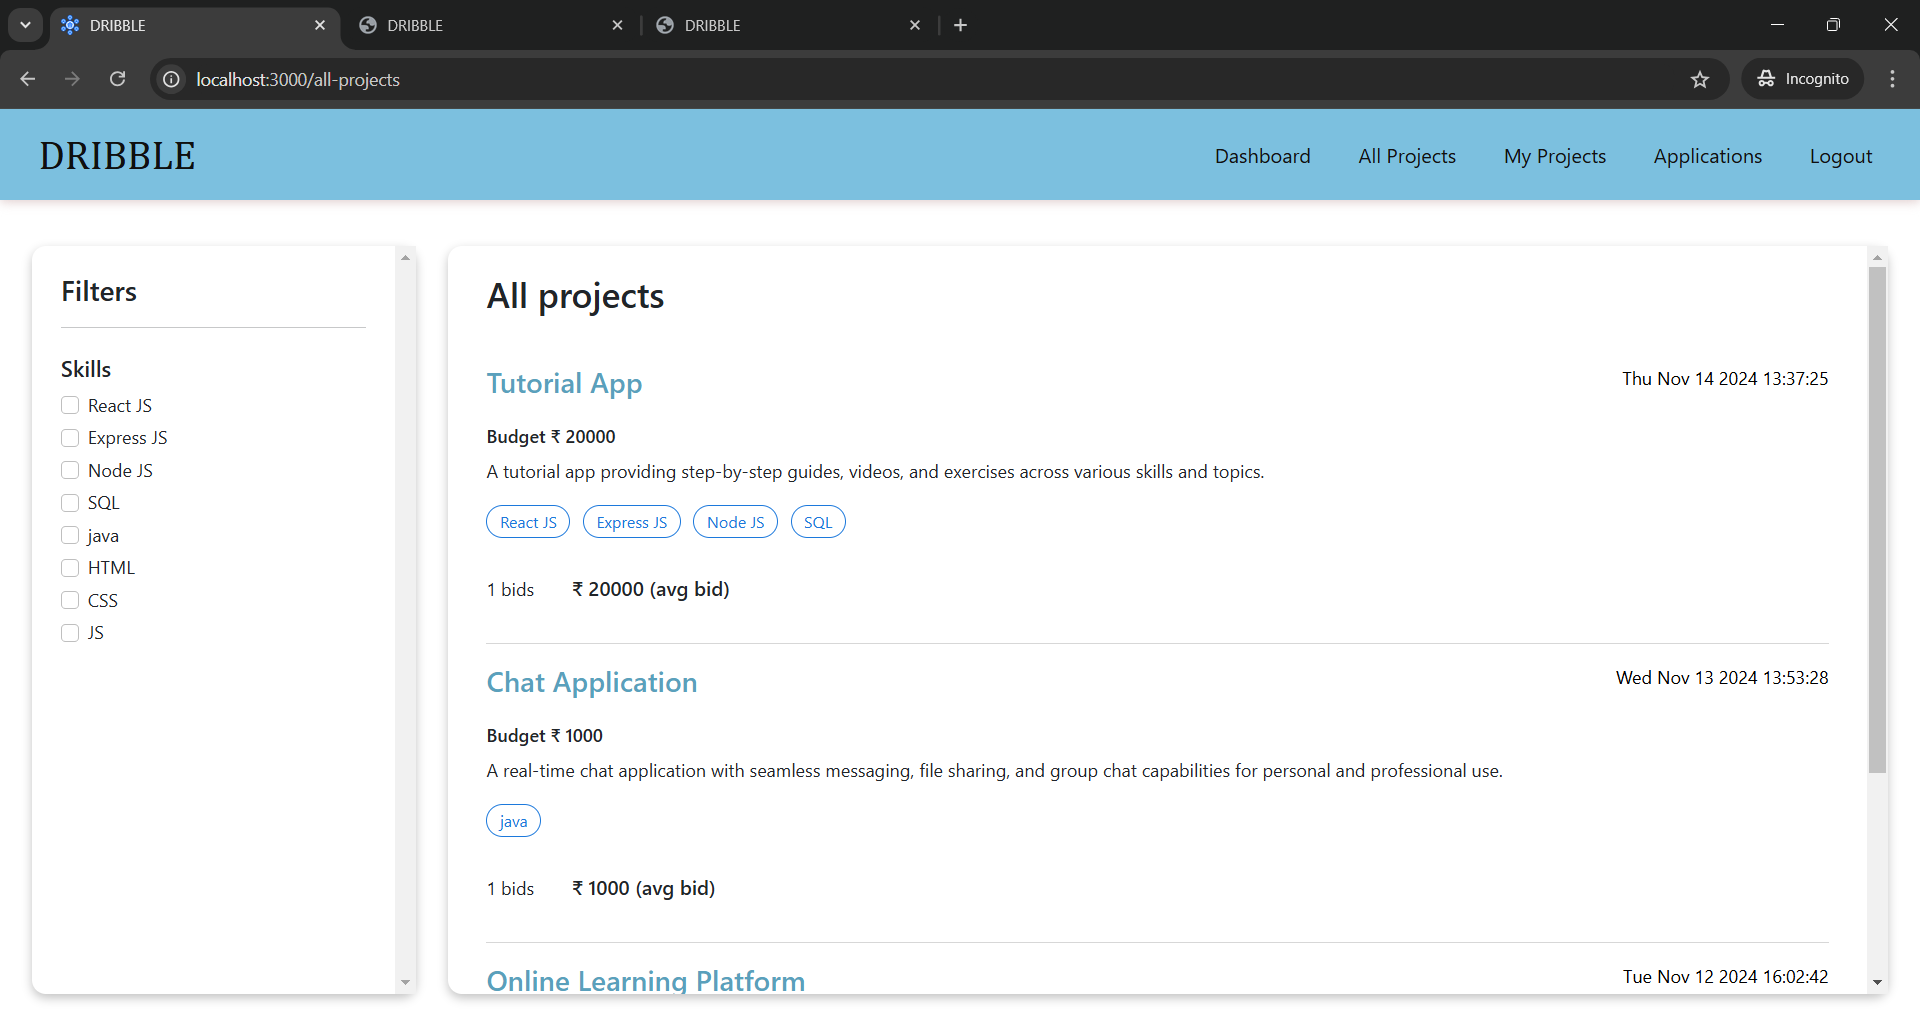 DRIBBLE
DRIBBLE
DRIBBLE
localhost:3000/all-projects
Incognito
DRIBBLE
Dashboard
All Projects
My Projects
Applications
Logout
Filters
Skills
React JS
Express JS
Node JS
SQL
java
HTML
CSS
JS
All projects
Tutorial App
Thu Nov 14 2024 13:37:25
Budget ₹ 20000
A tutorial app providing step-by-step guides, videos, and exercises across various skills and topics.
React JS Express JS Node JS SQL
1 bids ₹ 20000 (avg bid)
Chat Application
Wed Nov 13 2024 13:53:28
Budget ₹ 1000
A real-time chat application with seamless messaging, file sharing, and group chat capabilities for personal and professional use.
java
1 bids ₹ 1000 (avg bid)
Online Learning Platform
Tue Nov 12 2024 16:02:42